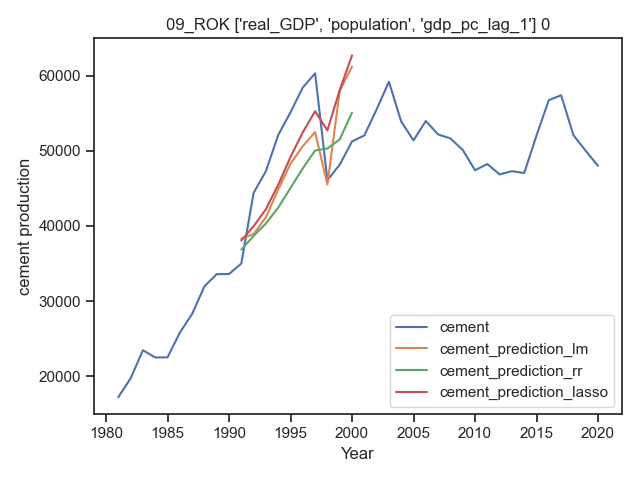 09_ROK ['real_GDP', 'population', 'gdp_pc_lag_1'] 0
cement production
60000
50000
40000
30000
20000
cement
cement_prediction_lm
cement_prediction_rr
cement_prediction_lasso
1980 1985 1990 1995 2000 2005 2010 2015 2020
Year